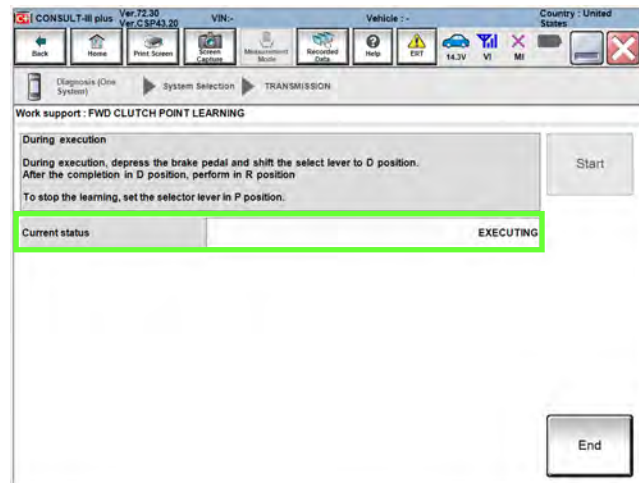 C+ CONSULT-III plus Ver.72.30 VIN:- Vehicle : - Country : United
Ver.CSP43.20 States
Back Home Print Screen Screen Capture Measurement Mode Recorded Data Help ERT 14.3V VI MI
Diagnosis (One System) System Selection TRANSMISSION
Work support : FWD CLUTCH POINT LEARNING
During execution
During execution, depress the brake pedal and shift the select lever to D position.
After the completion in D position, perform in R position
To stop the learning, set the selector lever in P position.
Start
Current status EXECUTING
End